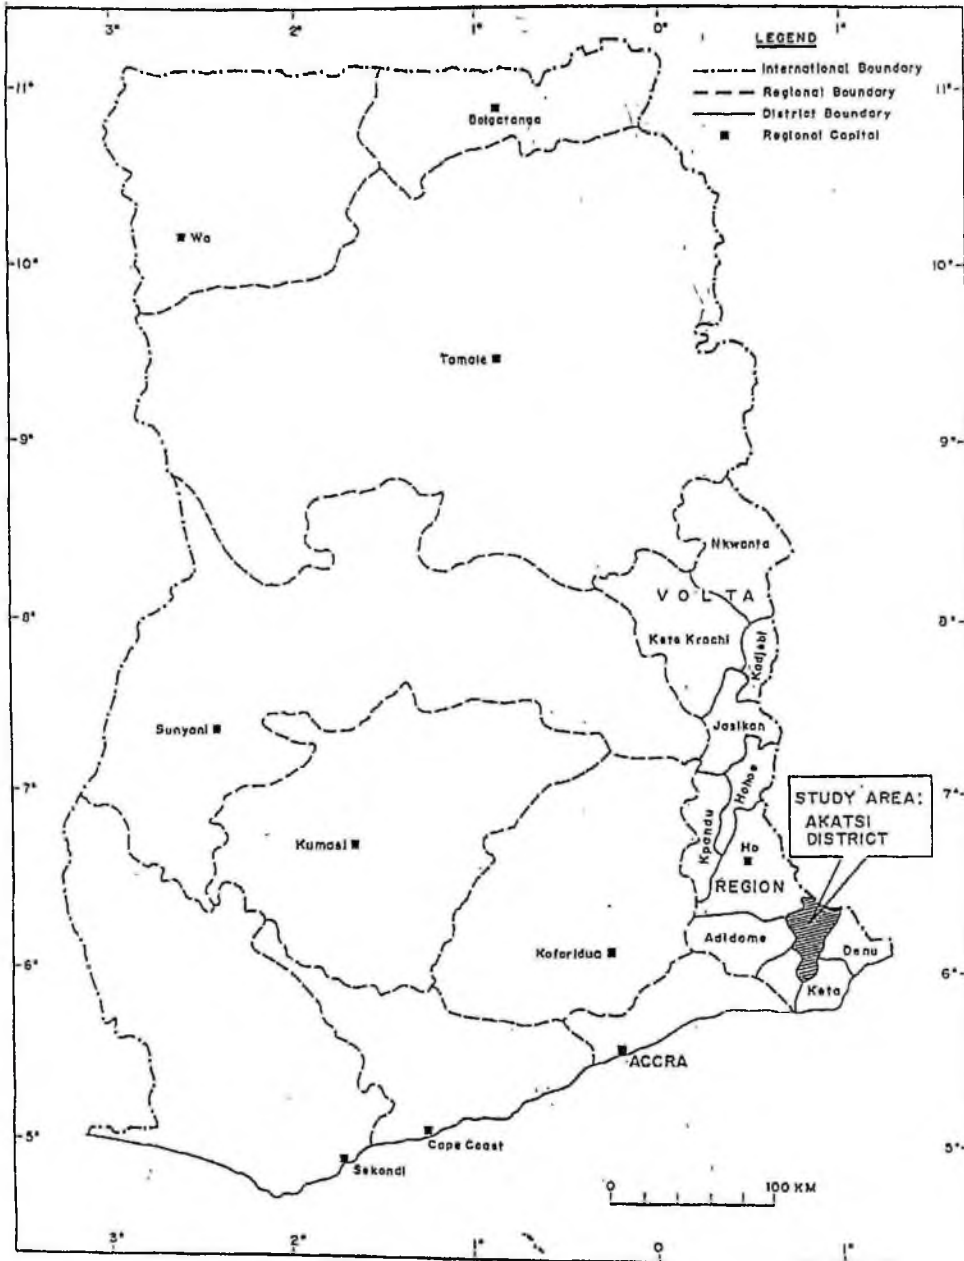 3° 2° 1° 0° 1°
LEGEND
International Boundary
Regional Boundary
District Boundary
Regional Capital
11° 11°
Bolgatanga
Wa
10° 10°
Tamale
9° 9°
Nkwanta
VOLTA
8° 8°
Kete Krachi
Kadjebi
Jasikan
Sunyani
Hohoe
7° 7°
STUDY AREA:
AKATSI
DISTRICT
Kpandu
Kumasi
Ho
REGION
Adidome
Denu
Koforidua
6° 6°
Keta
ACCRA
5° 5°
Cape Coast
Sekondi
0 100 KM
3° 2° 1° 0 1°